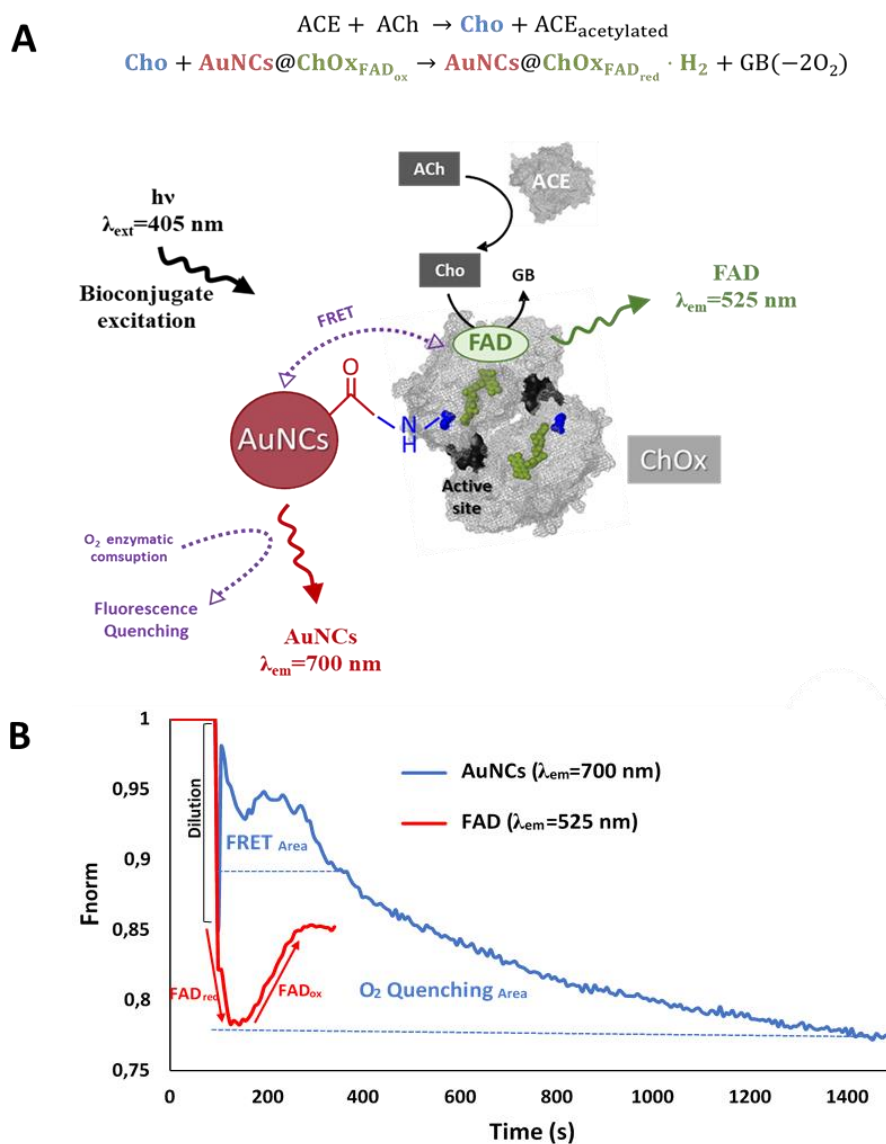 A
ACE + ACh → Cho + ACE_acetylated
Cho + AuNCs@ChOx_FAD_ox → AuNCs@ChOx_FAD_red · H₂ + GB(−2O₂)
hν
λext=405 nm
Bioconjugate
excitation
ACh
ACE
Cho
GB
FAD
λem=525 nm
FRET
FAD
O
AuNCs
N
H
ChOx
Active
site
O₂ enzymatic
comsuption
Fluorescence
Quenching
AuNCs
λem=700 nm
B
Fnorm
1
0,95
0,9
0,85
0,8
0,75
Dilution
AuNCs (λem=700 nm)
FAD (λem=525 nm)
FRET Area
FADred
FADox
O₂ Quenching Area
0
200
400
600
800
1000
1200
1400
Time (s)